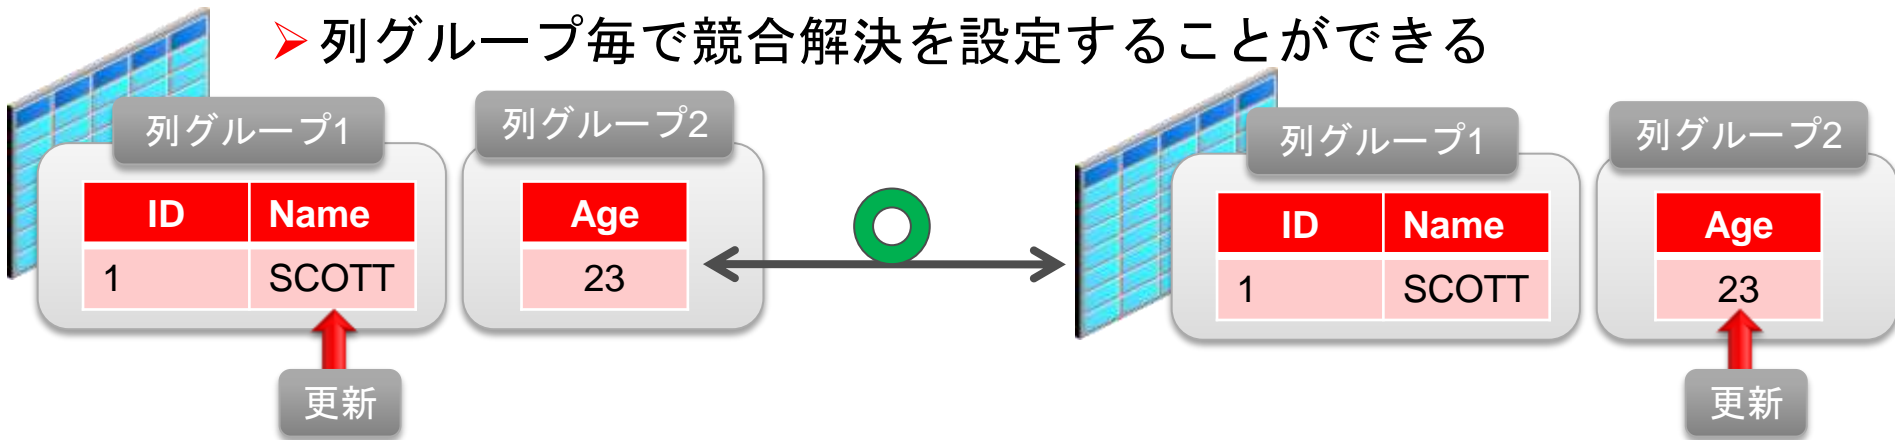 ➢列グループ毎で競合解決を設定することができる
列グループ1
列グループ2
ID Name
1 SCOTT
Age
23
更新
列グループ1
列グループ2
ID Name
1 SCOTT
Age
23
更新